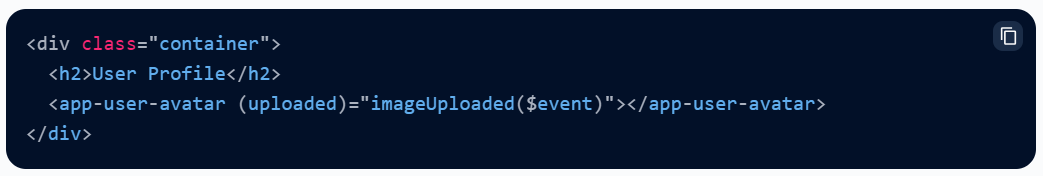 <div class="container">
  <h2>User Profile</h2>
  <app-user-avatar (uploaded)="imageUploaded($event)"></app-user-avatar>
</div>